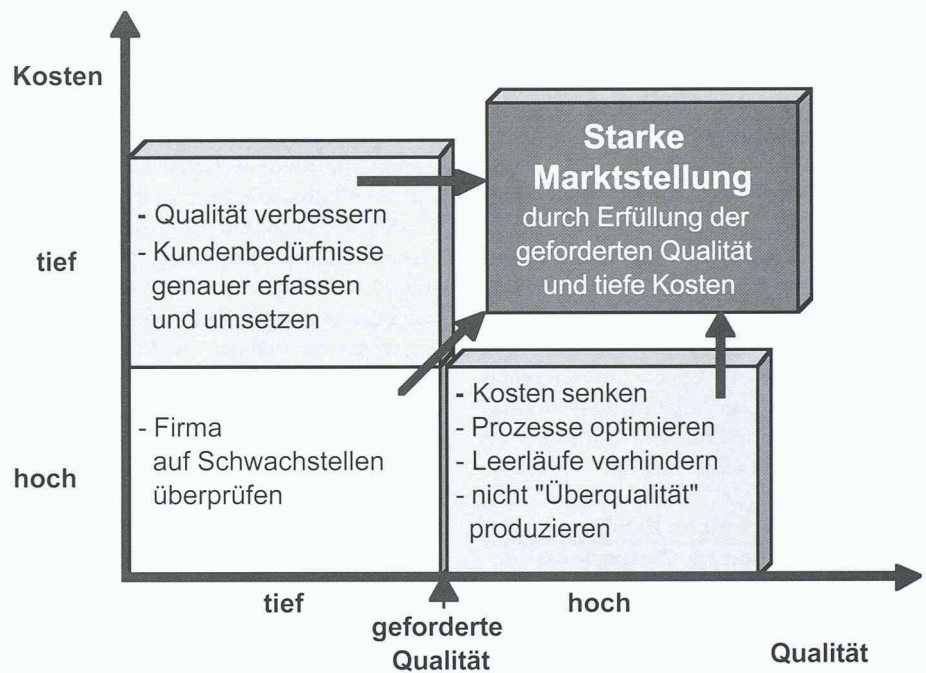 Kosten
Starke
Marktstellung
durch Erfüllung der
geforderten Qualität
und tiefe Kosten
tief
- Qualität verbessern
- Kundenbedürfnisse
genauer erfassen
und umsetzen
hoch
- Firma
auf Schwachstellen
überprüfen
- Kosten senken
- Prozesse optimieren
- Leerläufe verhindern
- nicht "Überqualität"
produzieren
tief
hoch
geforderte
Qualität
Qualität